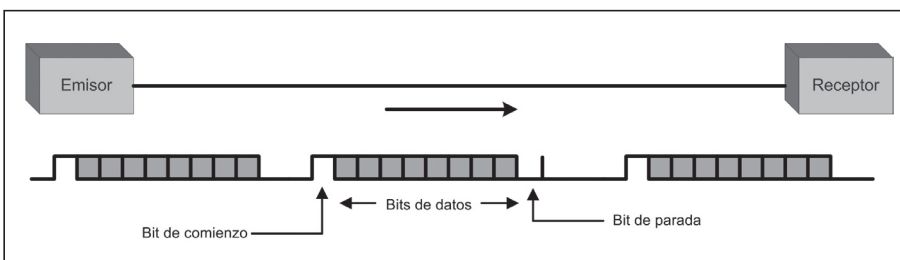 Emisor
Receptor
Bits de datos
Bit de comienzo
Bit de parada